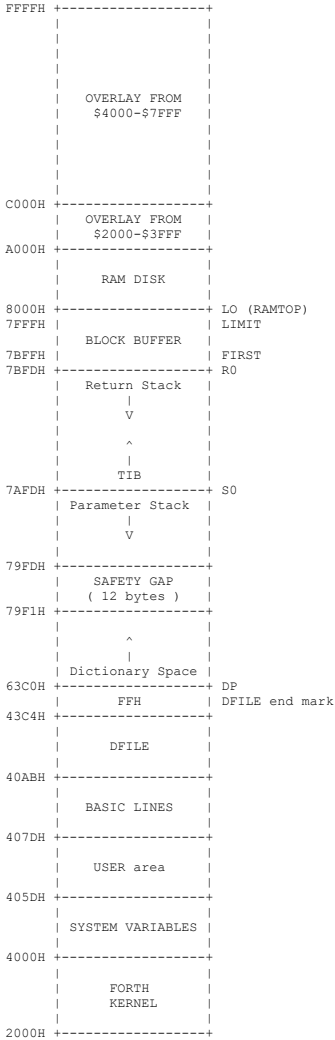 FFFFH +------------------+
|                  |
|                  |
|                  |
|                  |
|                  |
|   OVERLAY FROM   |
|    $4000-$7FFF   |
|                  |
|                  |
|                  |
|                  |
|                  |
|                  |
C000H +------------------+
|   OVERLAY FROM   |
|    $2000-$3FFF   |
A000H +------------------+
|                  |
|     RAM DISK     |
|                  |
8000H +------------------+ LO (RAMTOP)
7FFFH |                  | LIMIT
|   BLOCK BUFFER   |
7BFFH |                  | FIRST
7BFDH +------------------+ R0
|   Return Stack   |
|         |        |
|         V        |
|                  |
|         ^        |
|         |        |
|        TIB       |
7AFDH +------------------+ S0
| Parameter Stack  |
|         |        |
|         V        |
|                  |
79FDH +------------------+
|    SAFETY GAP    |
|   ( 12 bytes )   |
79F1H +------------------+
|                  |
|         ^        |
|         |        |
| Dictionary Space |
63C0H +------------------+ DP
|        FFH       | DFILE end mark
43C4H +------------------+
|                  |
|       DFILE      |
|                  |
40ABH +------------------+
|                  |
|    BASIC LINES   |
|                  |
407DH +------------------+
|                  |
|     USER area    |
|                  |
405DH +------------------+
|                  |
| SYSTEM VARIABLES |
|                  |
4000H +------------------+
|                  |
|       FORTH      |
|       KERNEL     |
|                  |
2000H +------------------+